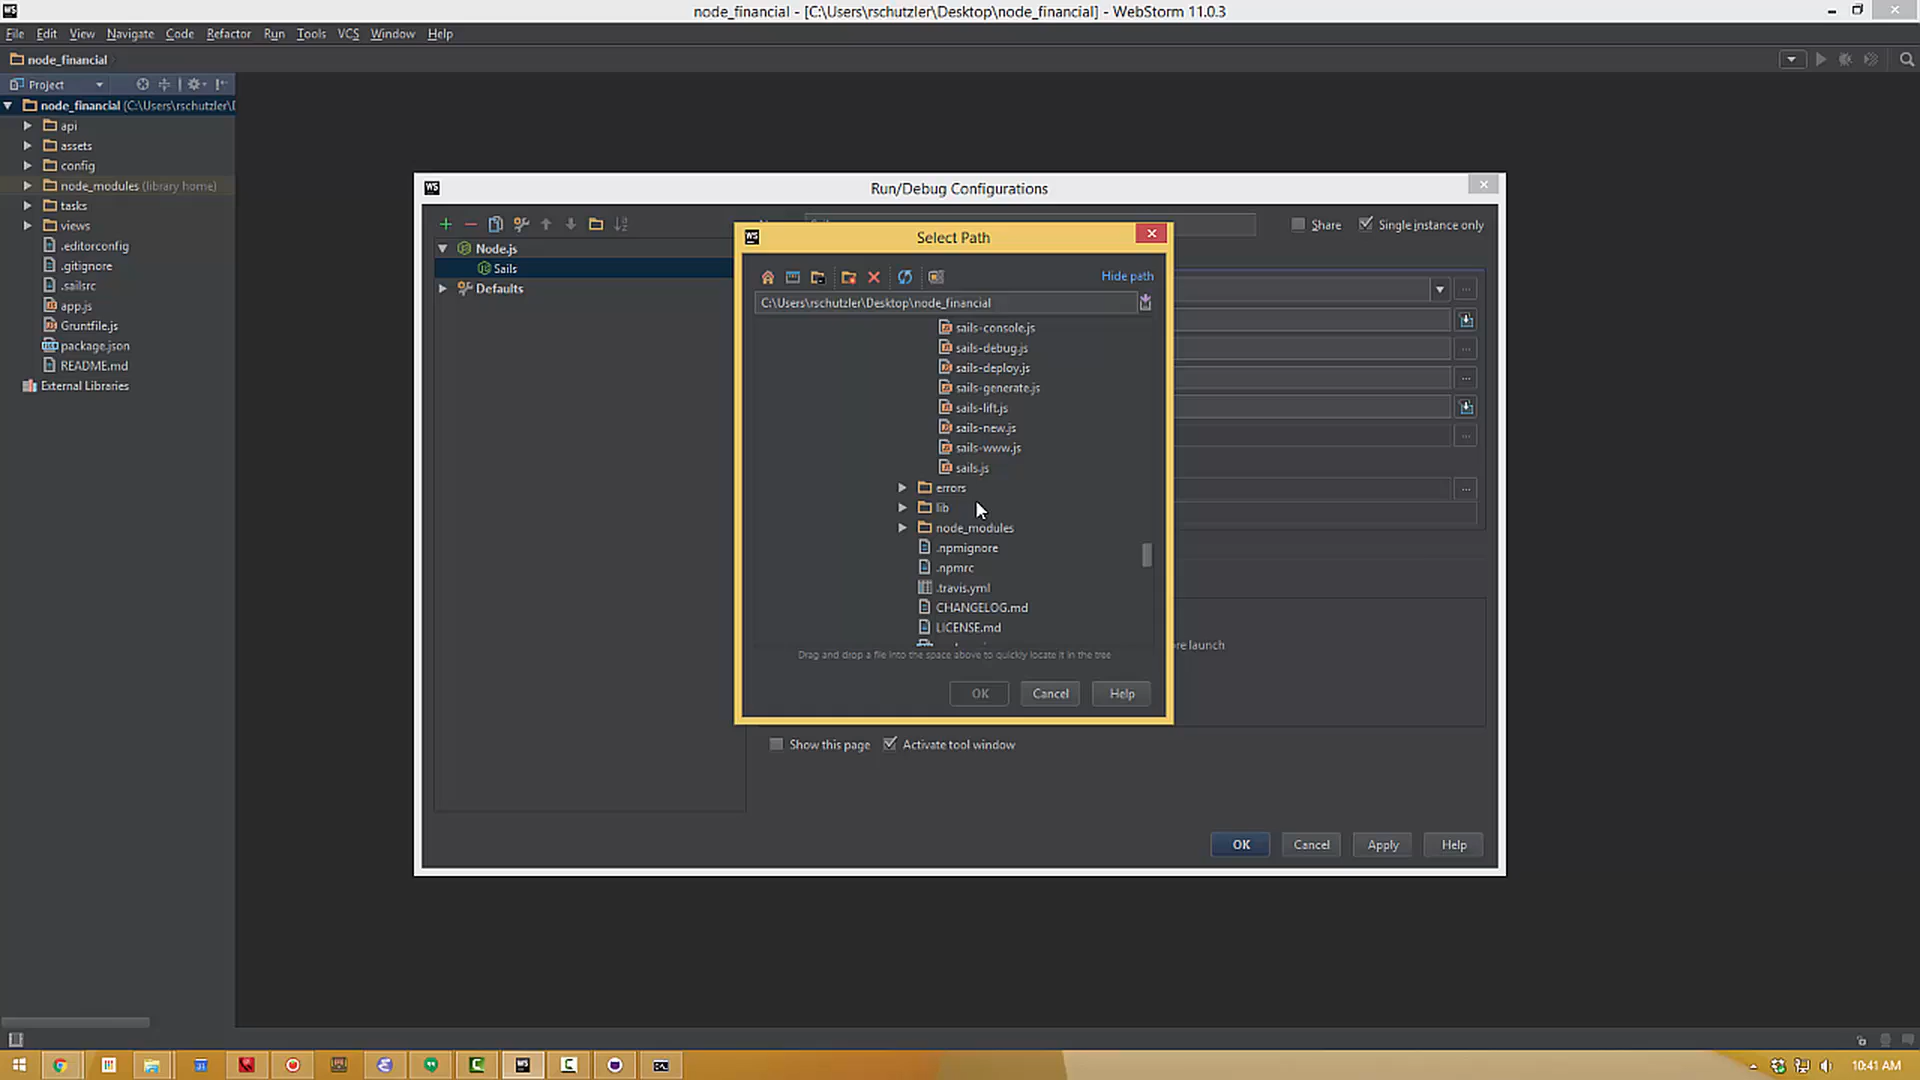 node_financial - [C:\Users\rschutzler\Desktop\node_financial] - WebStorm 11.0.3
File Edit View Navigate Code Refactor Run Tools VCS Window Help
node_financial
Project
node_financial (C:\Users\rschutzler\D
api
assets
config
node_modules (library home)
tasks
views
.editorconfig
.gitignore
.sailsrc
app.js
Gruntfile.js
package.json
README.md
External Libraries
Run/Debug Configurations
Share
Single instance only
Node.js
Sails
Defaults
Select Path
Hide path
C:\Users\rschutzler\Desktop\node_financial
sails-console.js
sails-debug.js
sails-deploy.js
sails-generate.js
sails-lift.js
sails-new.js
sails-www.js
sails.js
errors
lib
node_modules
.npmignore
.npmrc
.travis.yml
CHANGELOG.md
LICENSE.md
Drag and drop a file into the space above to quickly locate it in the tree
OK Cancel Help
re launch
Show this page
Activate tool window
OK Cancel Apply Help
10:41 AM